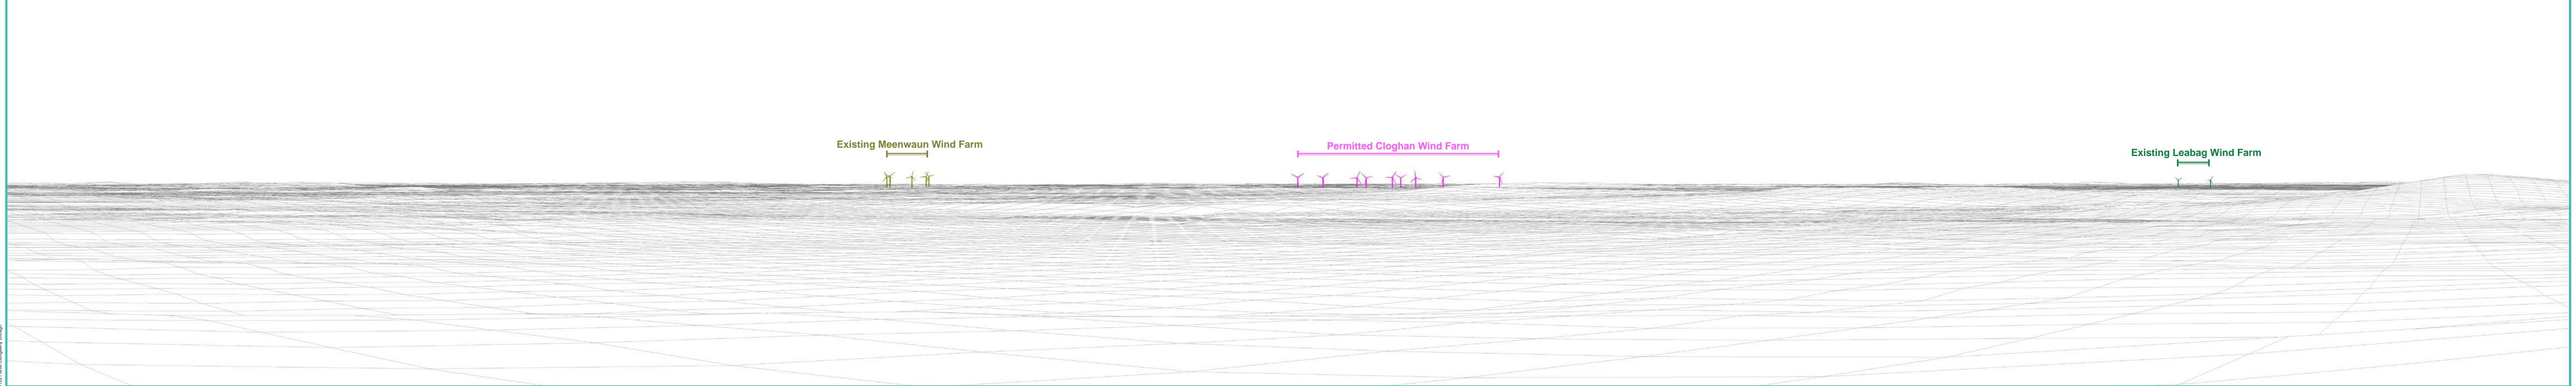 Existing Meenwaun Wind Farm
Permitted Cloghan Wind Farm
Existing Leabag Wind Farm